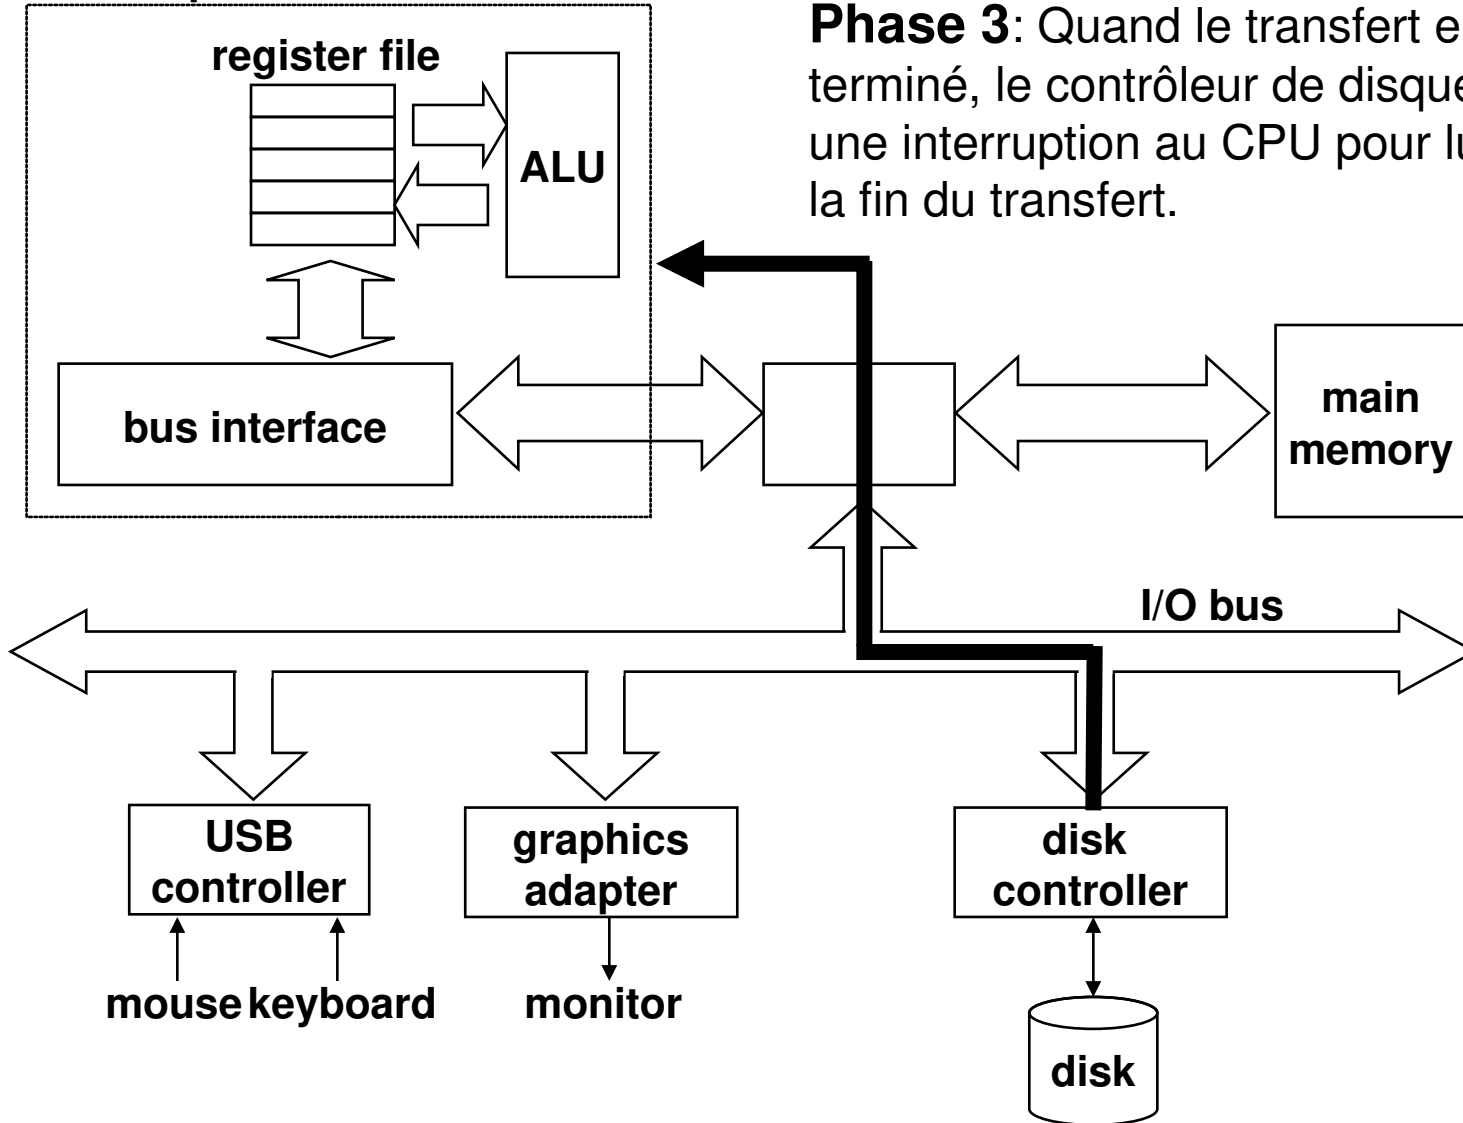 Phase 3: Quand le transfert e
terminé, le contrôleur de disque
une interruption au CPU pour lu
la fin du transfert.
register file
ALU
bus interface
main
memory
I/O bus
USB
controller
graphics
adapter
disk
controller
mouse keyboard
monitor
disk